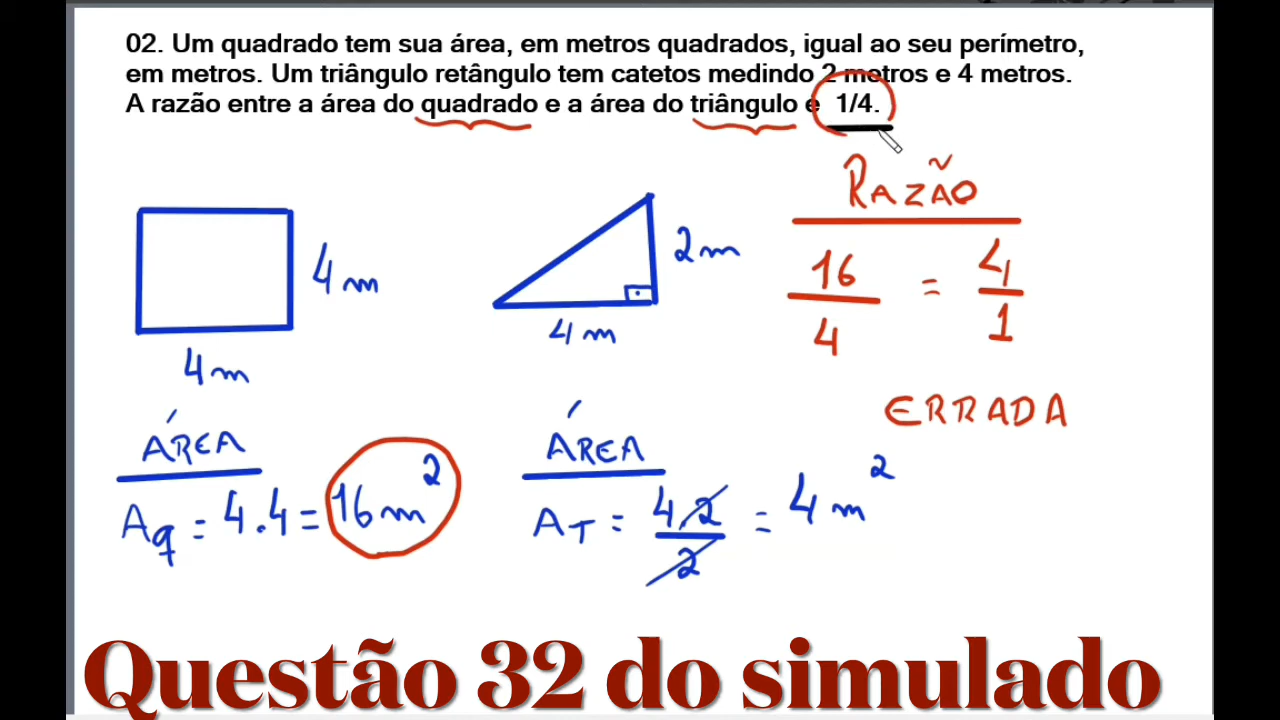 02. Um quadrado tem sua área, em metros quadrados, igual ao seu perímetro,
em metros. Um triângulo retângulo tem catetos medindo 2 metros e 4 metros.
A razão entre a área do quadrado e a área do triângulo e 1/4.
RAZÃO
4m
2m
16/4 = 4/1
4m
4m
ERRADA
ÁREA
ÁREA
Aq = 4.4 = 16m²
AT = 4.2/2 = 4m²
Questão 32 do simulado